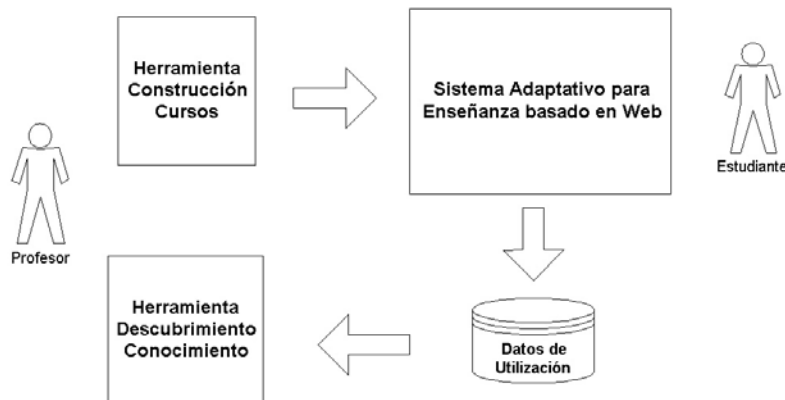 Herramienta
Construcción
Cursos
Sistema Adaptativo para
Enseñanza basado en Web
Estudiante
Profesor
Herramienta
Descubrimiento
Conocimiento
Datos de
Utilización